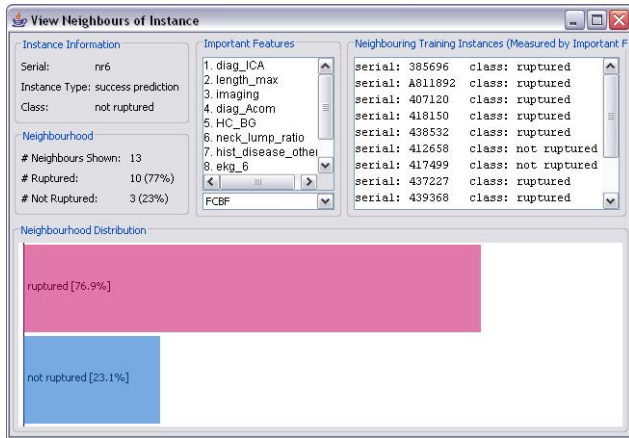 View Neighbours of Instance
Instance Information
Serial: nr6
Instance Type: success prediction
Class: not ruptured
Neighbourhood
# Neighbours Shown: 13
# Ruptured: 10 (77%)
# Not Ruptured: 3 (23%)
Important Features
1. diag_ICA
2. length_max
3. imaging
4. diag_Acom
5. HC_BG
6. neck_lump_ratio
7. hist_disease_other
8. ekg_6
FCBF
Neighbouring Training Instances (Measured by Important F
serial: 385696 class: ruptured
serial: A811892 class: ruptured
serial: 407120 class: ruptured
serial: 418150 class: ruptured
serial: 438532 class: ruptured
serial: 412658 class: not ruptured
serial: 417499 class: not ruptured
serial: 437227 class: ruptured
serial: 439368 class: ruptured
Neighbourhood Distribution
ruptured [76.9%]
not ruptured [23.1%]